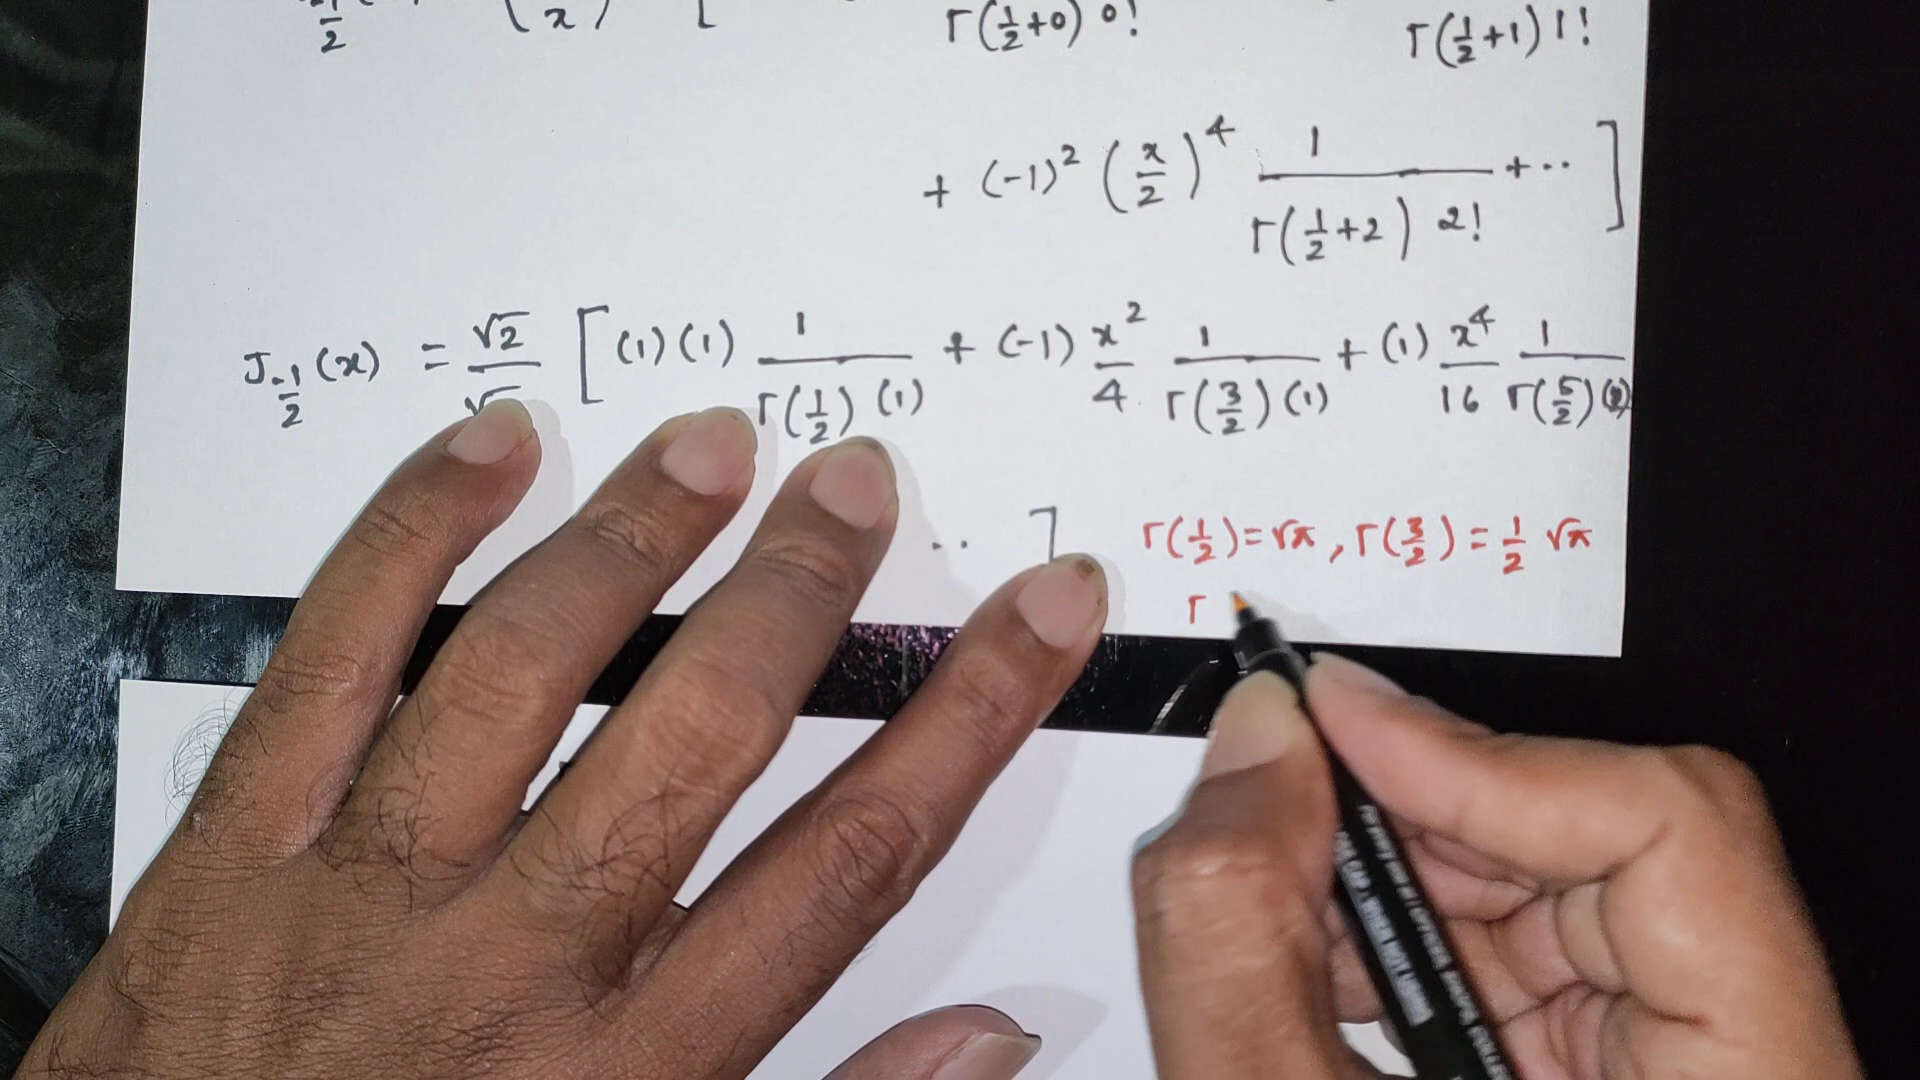 Γ(1/2+0) 0! Γ(1/2+1) 1!
+ (-1)² (x/2)⁴ 1/(Γ(1/2+2) 2!) + ·· ]
J₋½(x) = √2/√ [ (1)(1) 1/(Γ(1/2)(1)) + (-1) x²/4 1/(Γ(3/2)(1)) + (1) x⁴/16 1/(Γ(5/2)(2))
·· ] Γ(1/2) = √π , Γ(3/2) = 1/2 √π
Γ